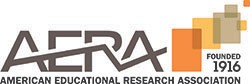 AERA
FOUNDED
1916
AMERICAN EDUCATIONAL RESEARCH ASSOCIATION